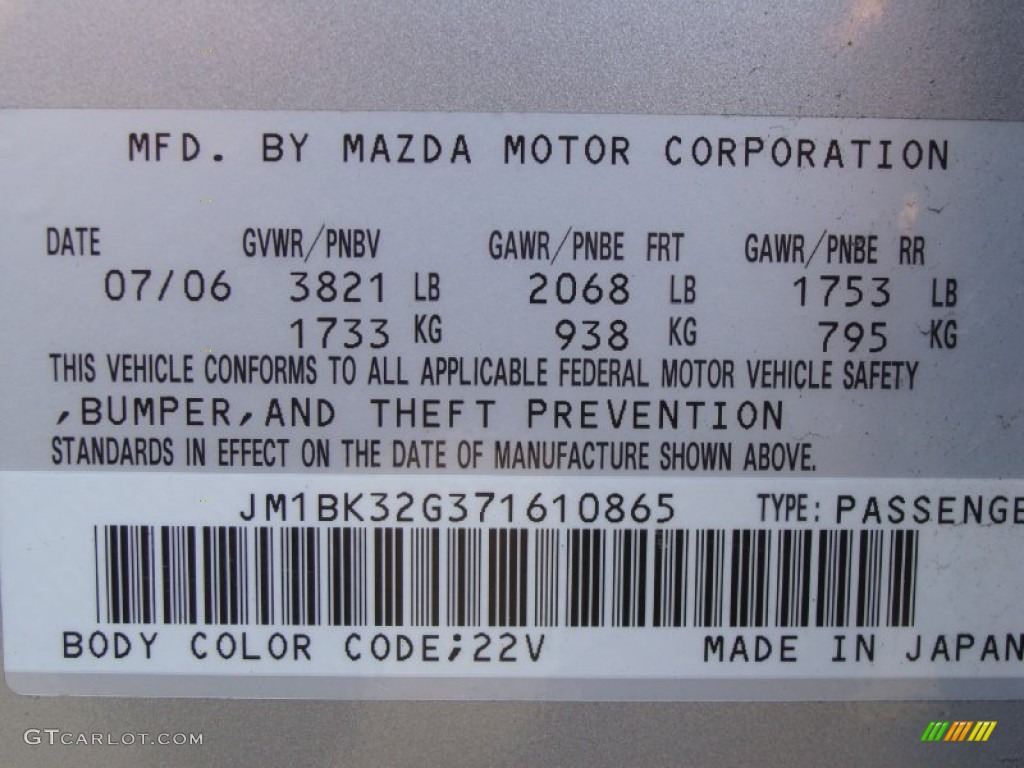 MFD. BY MAZDA MOTOR CORPORATION
DATE GVWR/PNBV GAWR/PNBE FRT GAWR/PNBE RR
07/06 3821 LB 2068 LB 1753 LB
1733 KG 938 KG 795 KG
THIS VEHICLE CONFORMS TO ALL APPLICABLE FEDERAL MOTOR VEHICLE SAFETY
,BUMPER,AND THEFT PREVENTION
STANDARDS IN EFFECT ON THE DATE OF MANUFACTURE SHOWN ABOVE.
JM1BK32G371610865 TYPE: PASSENGE
BODY COLOR CODE;22V MADE IN JAPAN
GTCARLOT.COM